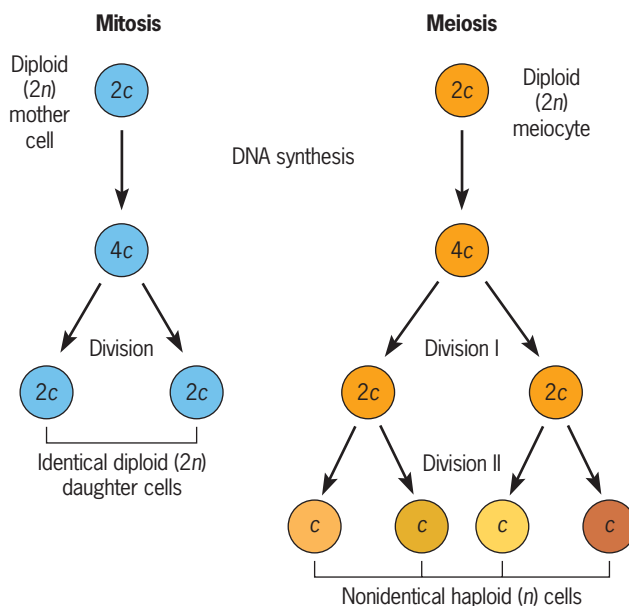 Mitosis
Meiosis
Diploid
(2n)
mother
cell
2c
2c
Diploid
(2n)
meiocyte
DNA synthesis
4c
4c
Division
Division I
2c
2c
2c
2c
Identical diploid (2n)
daughter cells
Division II
c
c
c
c
Nonidentical haploid (n) cells